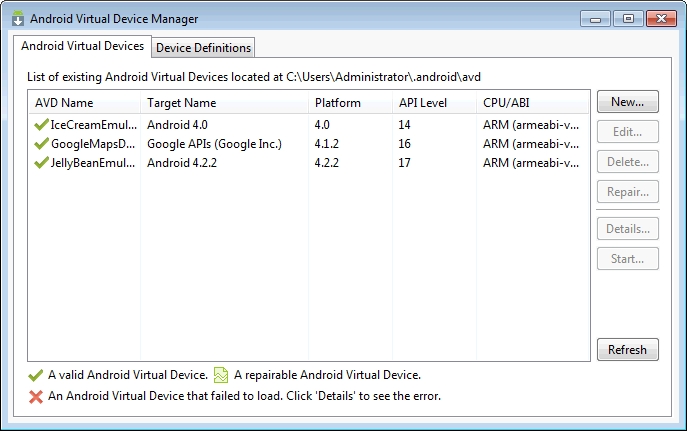 Android Virtual Device Manager
Android Virtual Devices Device Definitions
List of existing Android Virtual Devices located at C:\Users\Administrator\.android\avd
AVD Name Target Name Platform API Level CPU/ABI
IceCreamEmul... Android 4.0 4.0 14 ARM (armeabi-v...
GoogleMapsD... Google APIs (Google Inc.) 4.1.2 16 ARM (armeabi-v...
JellyBeanEmul... Android 4.2.2 4.2.2 17 ARM (armeabi-v...
New...
Edit...
Delete...
Repair...
Details...
Start...
Refresh
A valid Android Virtual Device. A repairable Android Virtual Device.
An Android Virtual Device that failed to load. Click 'Details' to see the error.